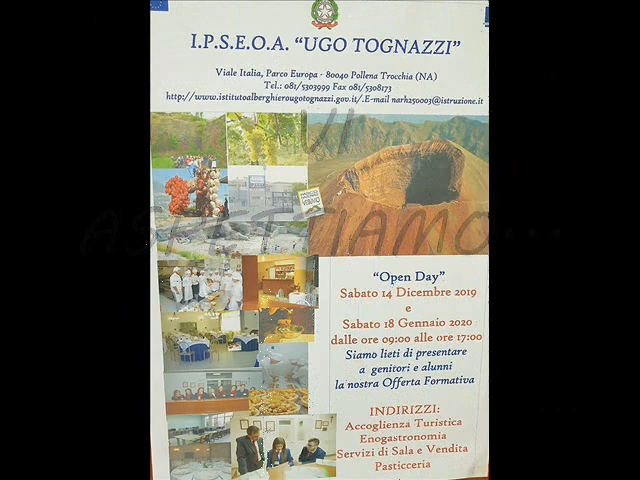 I.P.S.E.O.A. “UGO TOGNAZZI”
Viale Italia, Parco Europa - 80040 Pollena Trocchia (NA)
Tel.: 081/5303999 Fax 081/5308173
http://www.istitutoalberghierougotognazzi.gov.it/.E-mail narh250003@istruzione.it
VI
ASPETTIAMO...
“Open Day”
Sabato 14 Dicembre 2019
e
Sabato 18 Gennaio 2020
dalle ore 09:00 alle ore 17:00
Siamo lieti di presentare
a genitori e alunni
la nostra Offerta Formativa
INDIRIZZI:
Accoglienza Turistica
Enogastronomia
Servizi di Sala e Vendita
Pasticceria